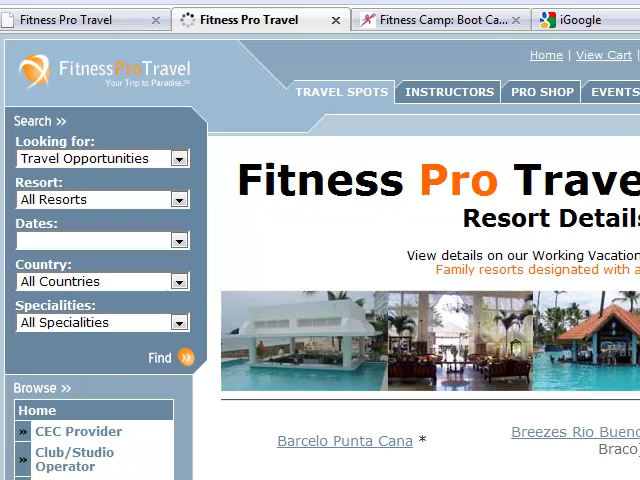 Fitness Pro Travel
Fitness Pro Travel
Fitness Camp: Boot Ca...
iGoogle
Home | View Cart |
FitnessProTravel
Your Trip to Paradise.™
TRAVEL SPOTS
INSTRUCTORS
PRO SHOP
EVENTS
Search »
Looking for:
Travel Opportunities
Resort:
All Resorts
Dates:
Country:
All Countries
Specialities:
All Specialities
Find »
Browse »
Home
» CEC Provider
» Club/Studio
Operator
Fitness Pro Trave
Resort Details
View details on our Working Vacation
Family resorts designated with a
Barcelo Punta Cana *
Breezes Rio Bueno
Braco)